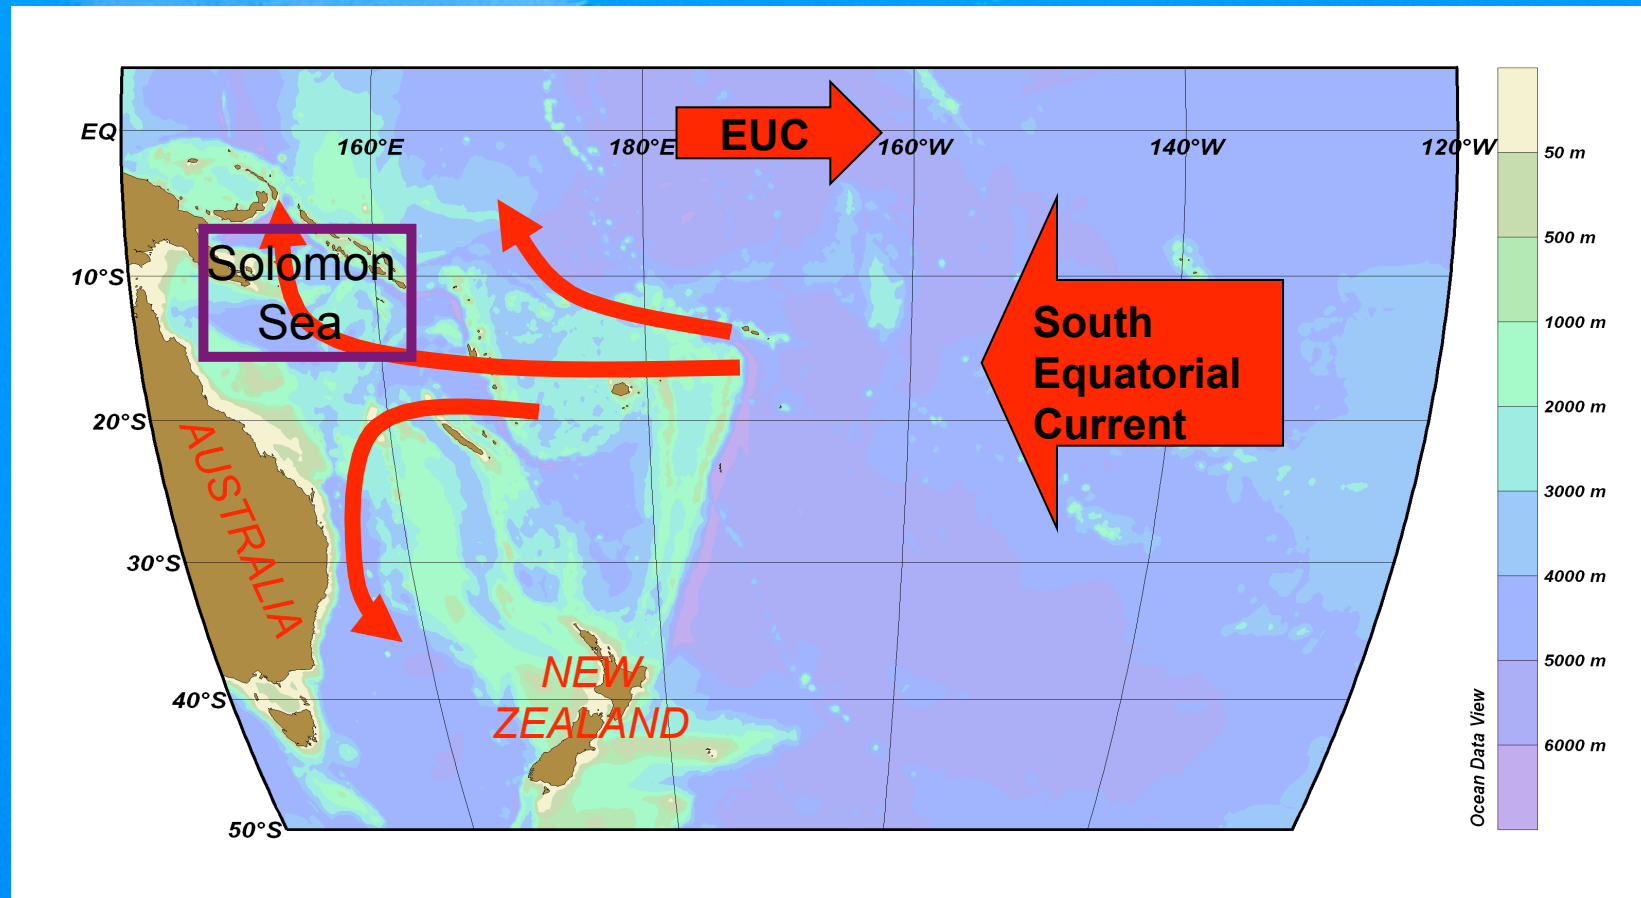 EUC
EQ
160°E
180°E
160°W
140°W
120°W
Solomon
Sea
10°S
South
Equatorial
Current
20°S
AUSTRALIA
30°S
NEW
ZEALAND
40°S
50°S
50 m
500 m
1000 m
2000 m
3000 m
4000 m
5000 m
6000 m
Ocean Data View